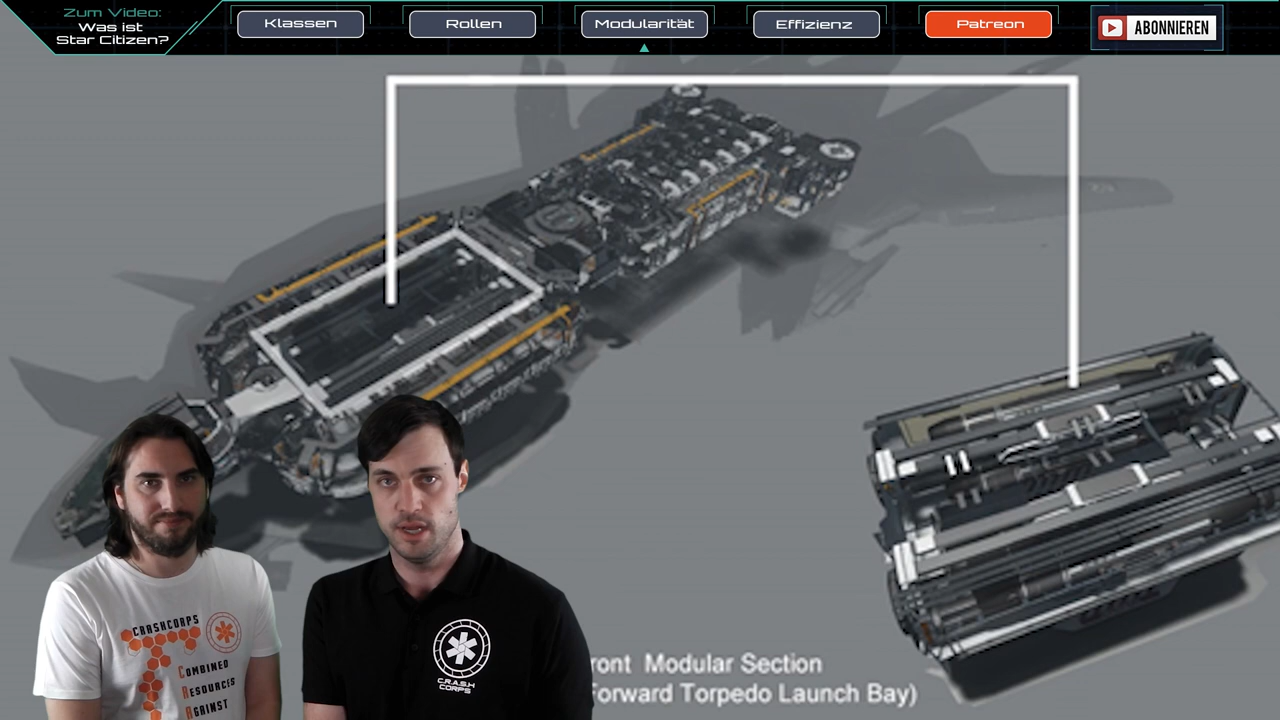 Zum Video:
Was ist
Star Citizen?
Klassen
Rollen
Modularität
Effizienz
Patreon
ABONNIEREN
CRASHCORPS
COMBINED
RESOURCES
AGAINST
C.R.A.S.H
CORPS
ront Modular Section
Forward Torpedo Launch Bay)